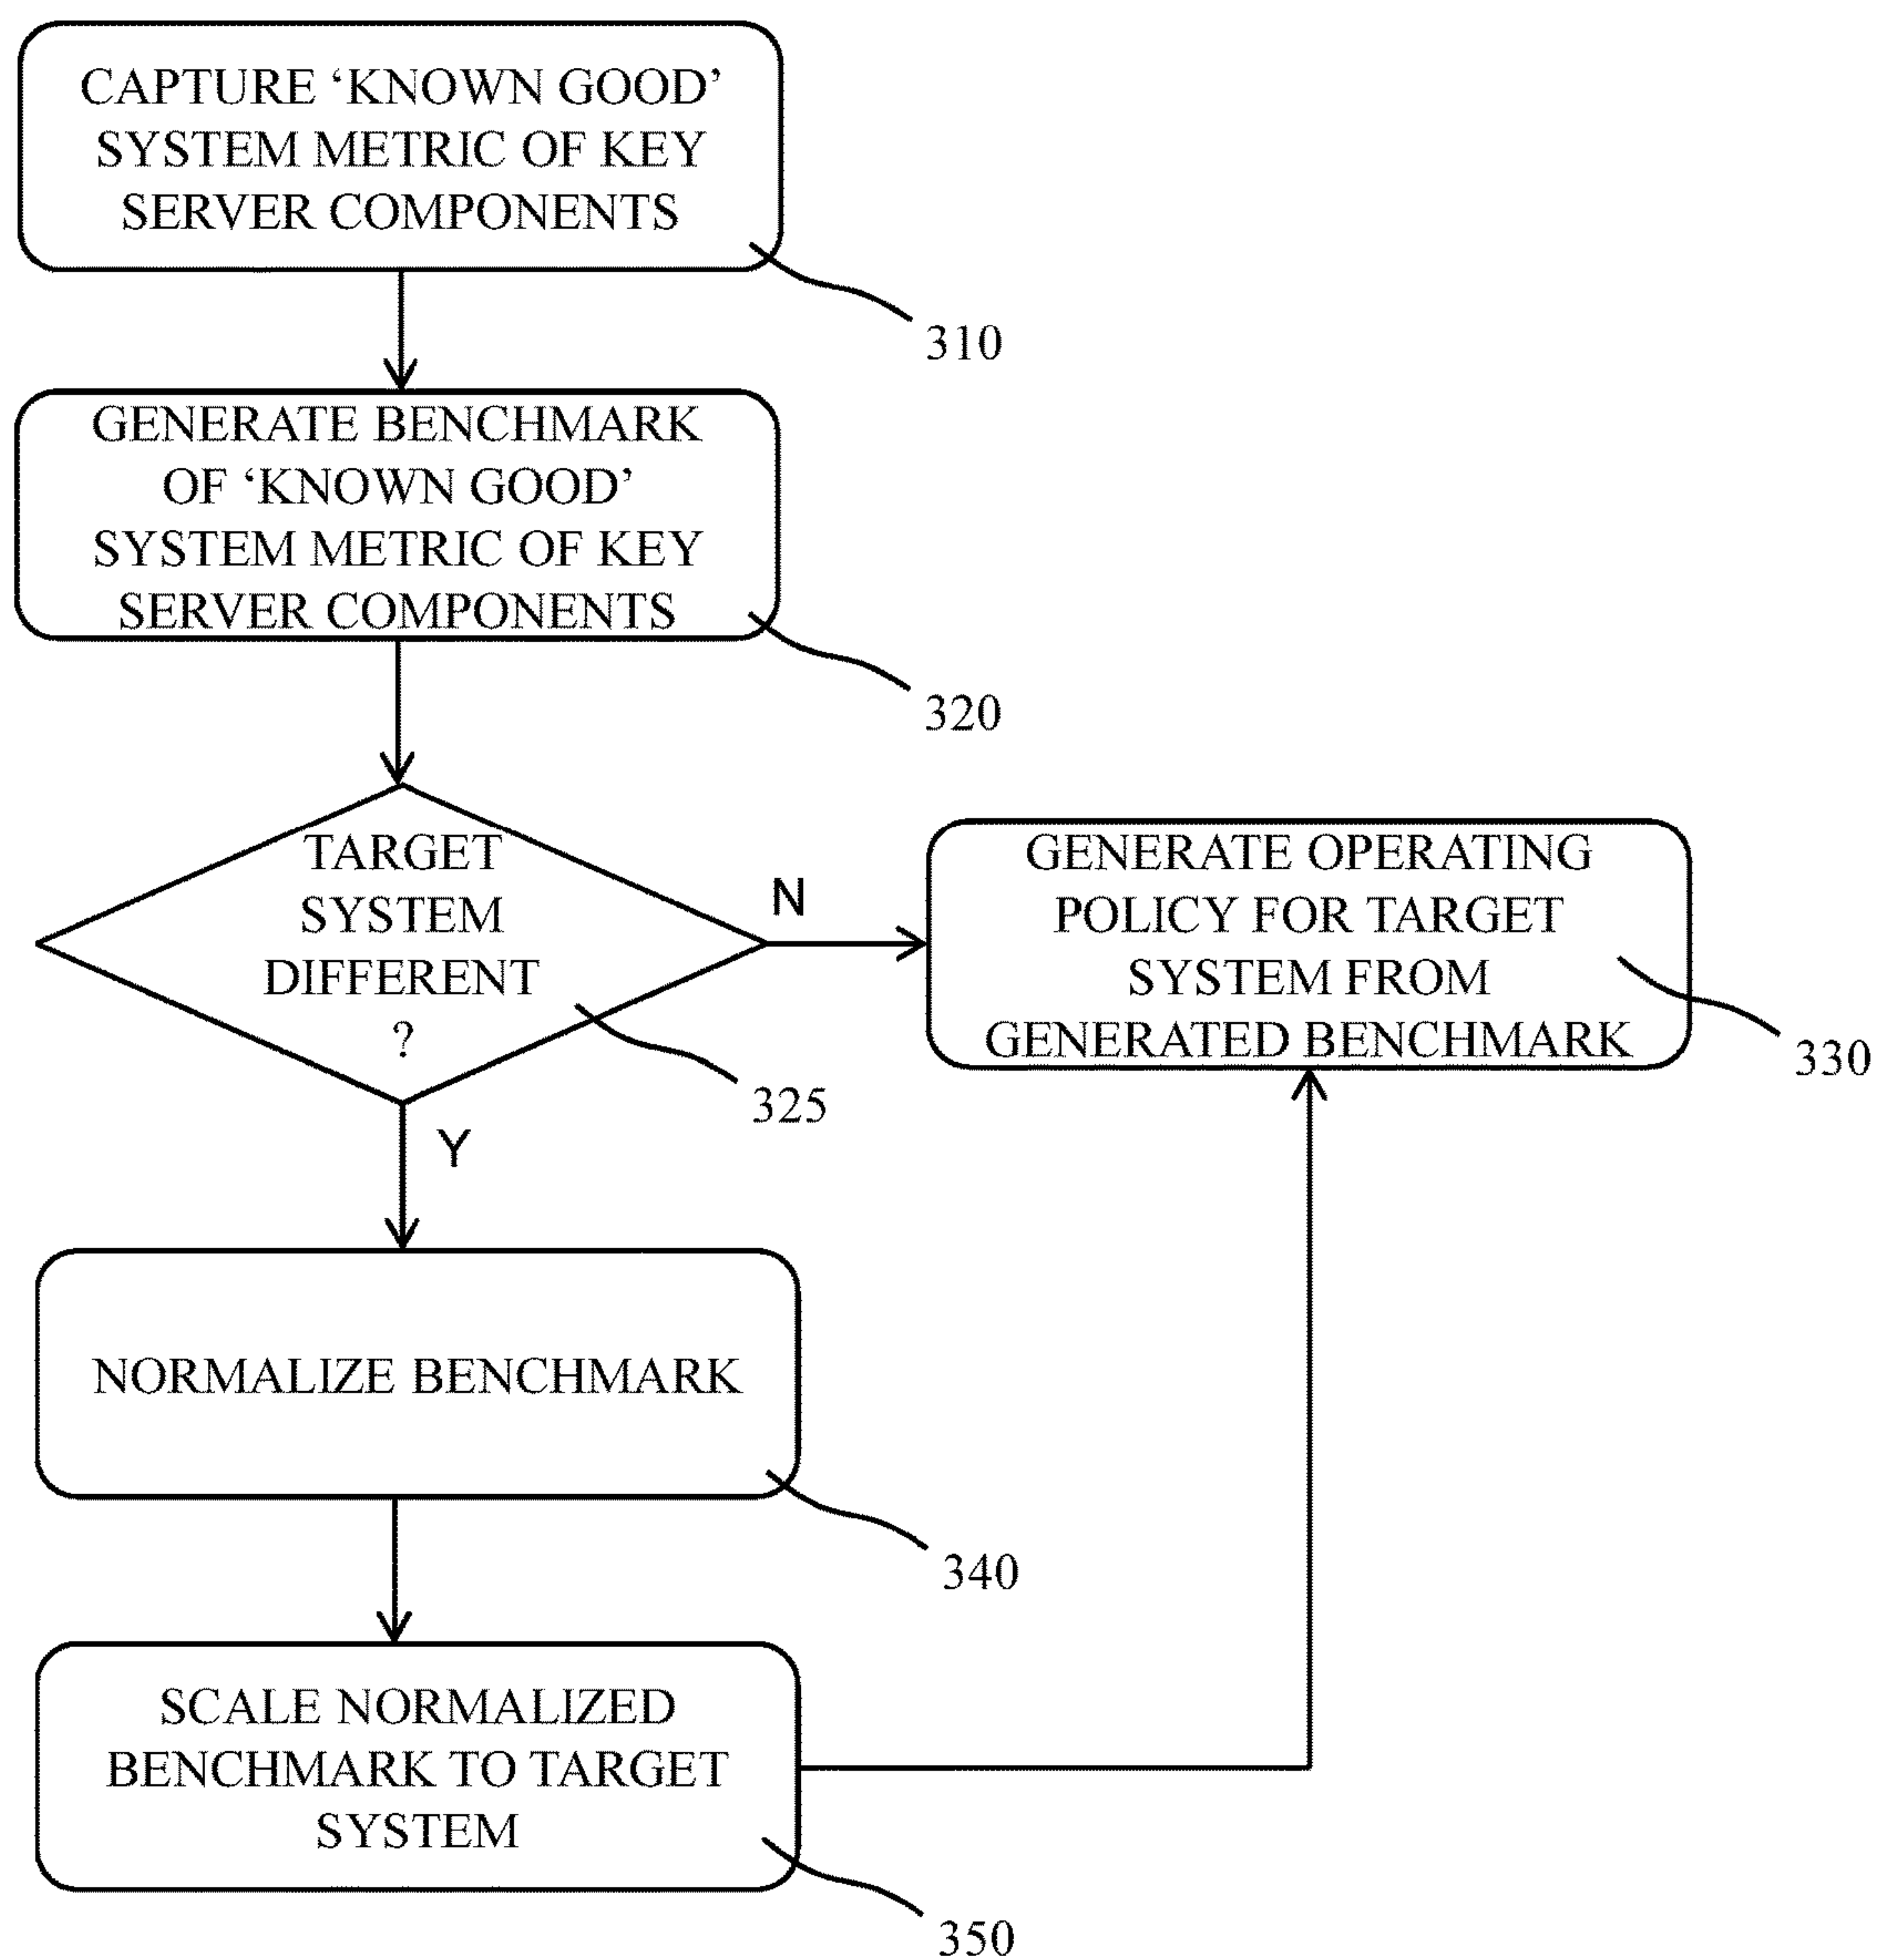 CAPTURE ‘KNOWN GOOD’
SYSTEM METRIC OF KEY
SERVER COMPONENTS
310
GENERATE BENCHMARK
OF ‘KNOWN GOOD’
SYSTEM METRIC OF KEY
SERVER COMPONENTS
320
TARGET
SYSTEM
DIFFERENT
?
325
N
GENERATE OPERATING
POLICY FOR TARGET
SYSTEM FROM
GENERATED BENCHMARK
330
Y
NORMALIZE BENCHMARK
340
SCALE NORMALIZED
BENCHMARK TO TARGET
SYSTEM
350